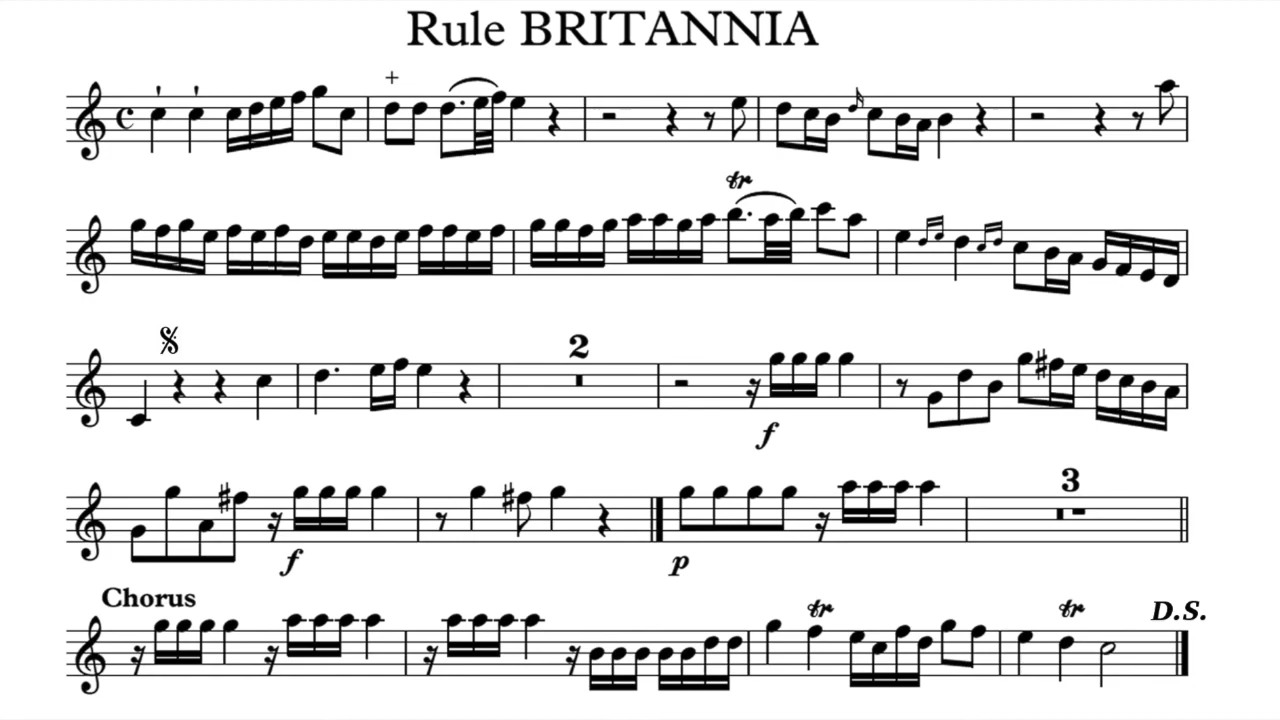 Rule BRITANNIA
+
tr
2
f
3
f
p
Chorus
D.S.
tr
tr